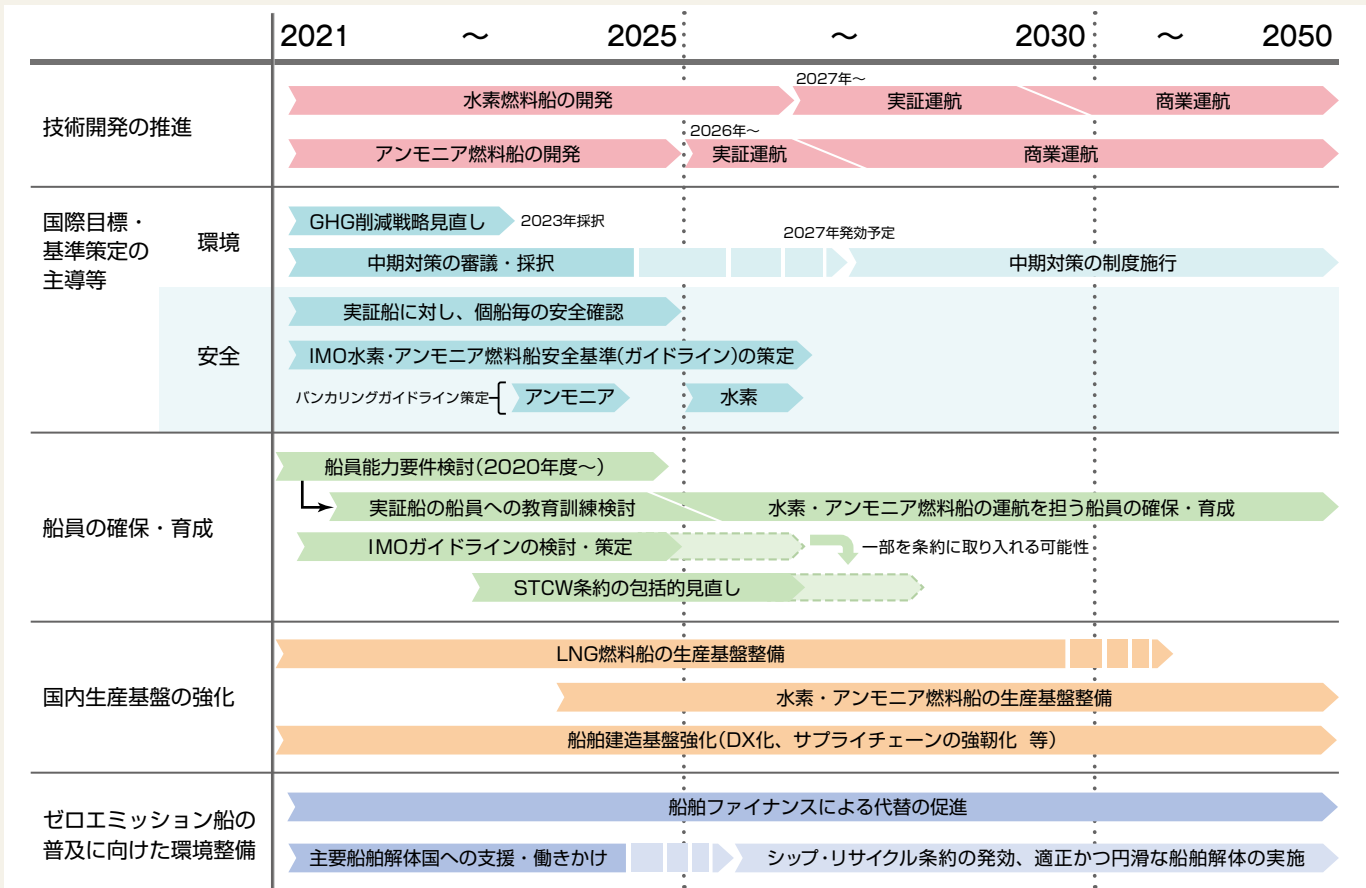 2021 ～ 2025 ～ 2030 ～ 2050
技術開発の推進
水素燃料船の開発
2027年～
実証運航
商業運航
アンモニア燃料船の開発
2026年～
実証運航
商業運航
国際目標・
基準策定の
主導等
環境
GHG削減戦略見直し
2023年採択
中期対策の審議・採択
2027年発効予定
中期対策の制度施行
安全
実証船に対し、個船毎の安全確認
IMO水素・アンモニア燃料船安全基準(ガイドライン)の策定
バンカリングガイドライン策定
アンモニア
水素
船員の確保・育成
船員能力要件検討(2020年度～)
実証船の船員への教育訓練検討
水素・アンモニア燃料船の運航を担う船員の確保・育成
IMOガイドラインの検討・策定
一部を条約に取り入れる可能性
STCW条約の包括的見直し
国内生産基盤の強化
LNG燃料船の生産基盤整備
水素・アンモニア燃料船の生産基盤整備
船舶建造基盤強化(DX化、サプライチェーンの強靭化 等)
ゼロエミッション船の
普及に向けた環境整備
船舶ファイナンスによる代替の促進
主要船舶解体国への支援・働きかけ
シップ・リサイクル条約の発効、適正かつ円滑な船舶解体の実施